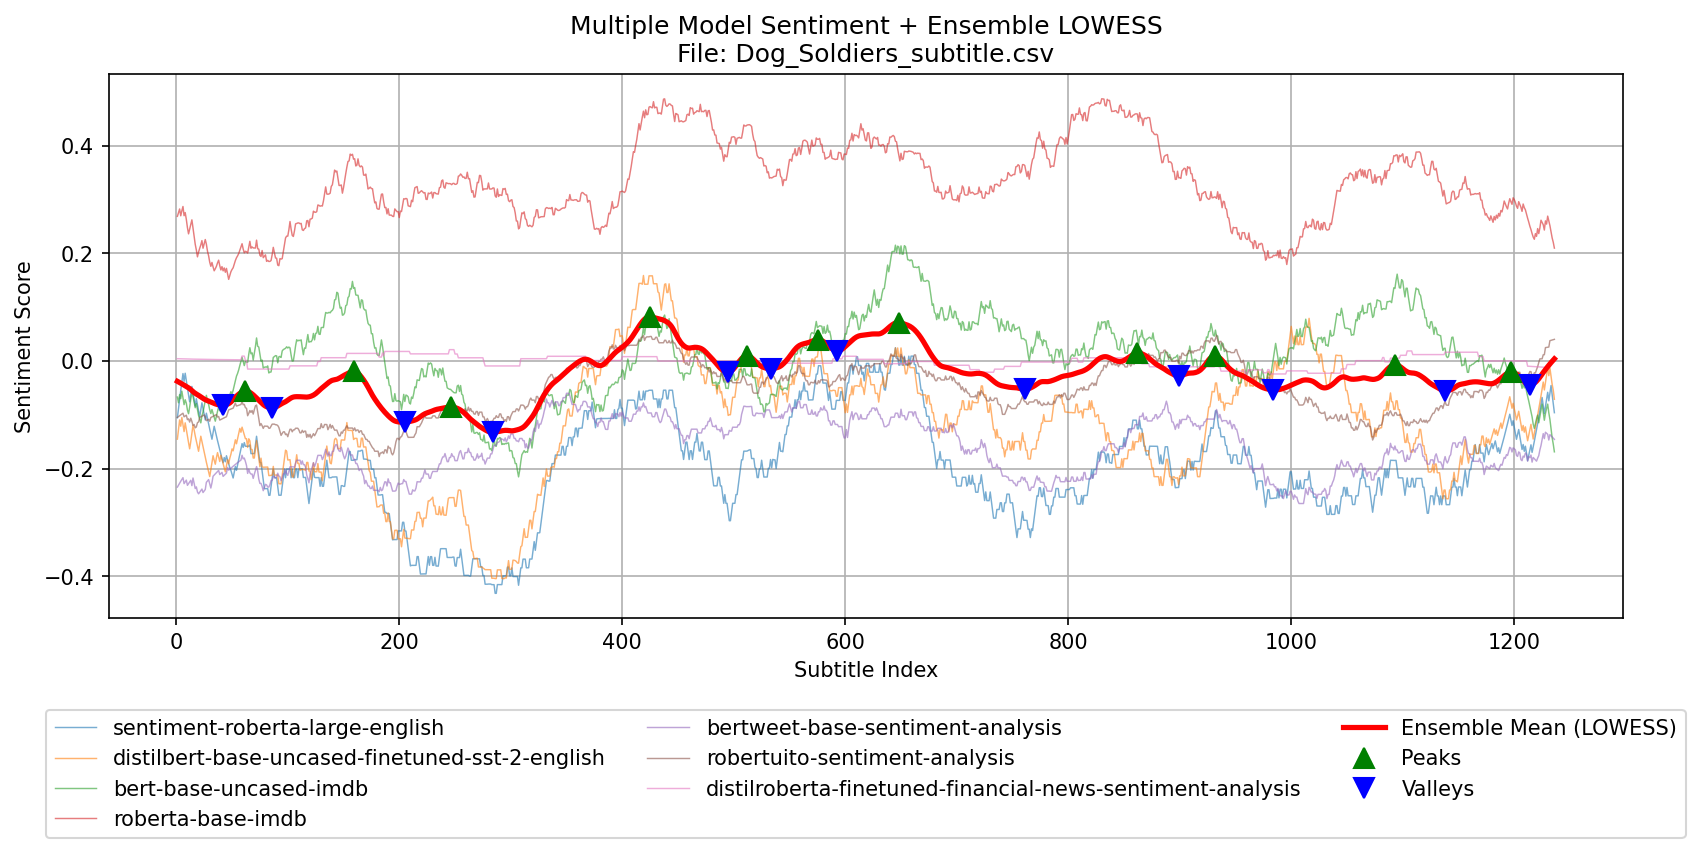 Multiple Model Sentiment + Ensemble LOWESS
File: Dog_Soldiers_subtitle.csv
Sentiment Score
0.4
0.2
0.0
−0.2
−0.4
0 200 400 600 800 1000 1200
Subtitle Index
sentiment-roberta-large-english
distilbert-base-uncased-finetuned-sst-2-english
bert-base-uncased-imdb
roberta-base-imdb
bertweet-base-sentiment-analysis
robertuito-sentiment-analysis
distilroberta-finetuned-financial-news-sentiment-analysis
Ensemble Mean (LOWESS)
Peaks
Valleys